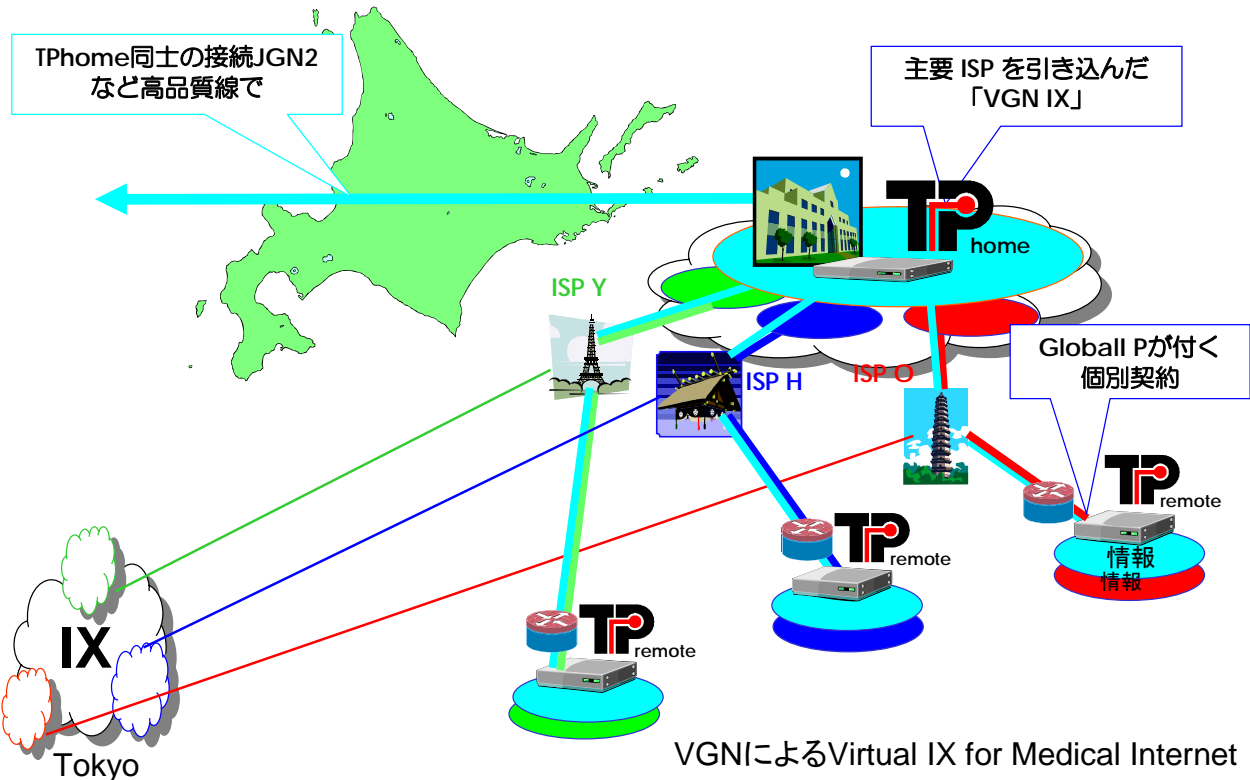 TPhome同士の接続JGN2
など高品質線で
主要 ISP を引き込んだ
「VGN IX」
TP
home
ISP Y
ISP H
ISP O
Globall Pが付く
個別契約
TP
remote
情報
情報
TP
remote
TP
remote
IX
Tokyo
VGNによるVirtual IX for Medical Internet